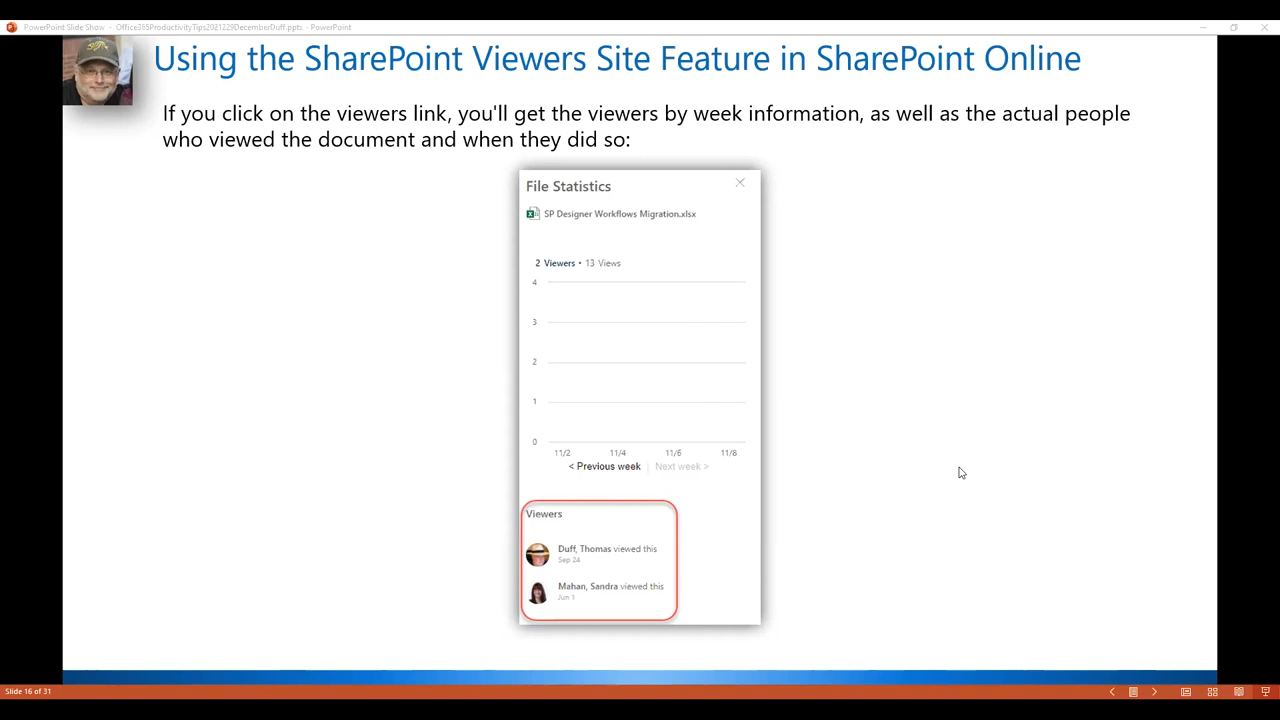 PowerPoint Slide Show - Office365ProductivityTips2021229DecemberDuff.pptx - PowerPoint
Using the SharePoint Viewers Site Feature in SharePoint Online
If you click on the viewers link, you'll get the viewers by week information, as well as the actual people
who viewed the document and when they did so:
File Statistics
SP Designer Workflows Migration.xlsx
2 Viewers • 13 Views
4
3
2
1
0
11/2 11/4 11/6 11/8
< Previous week | Next week >
Viewers
Duff, Thomas viewed this
Sep 24
Mahan, Sandra viewed this
Jun 1
Slide 16 of 31